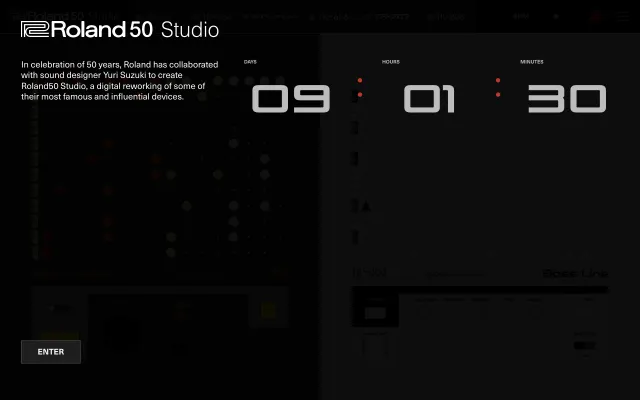 Roland 50 Studio
In celebration of 50 years, Roland has collaborated
with sound designer Yuri Suzuki to create
Roland50 Studio, a digital reworking of some of
their most famous and influential devices.
DAYS
HOURS
MINUTES
09 : 01 : 30
Bass Line
ENTER